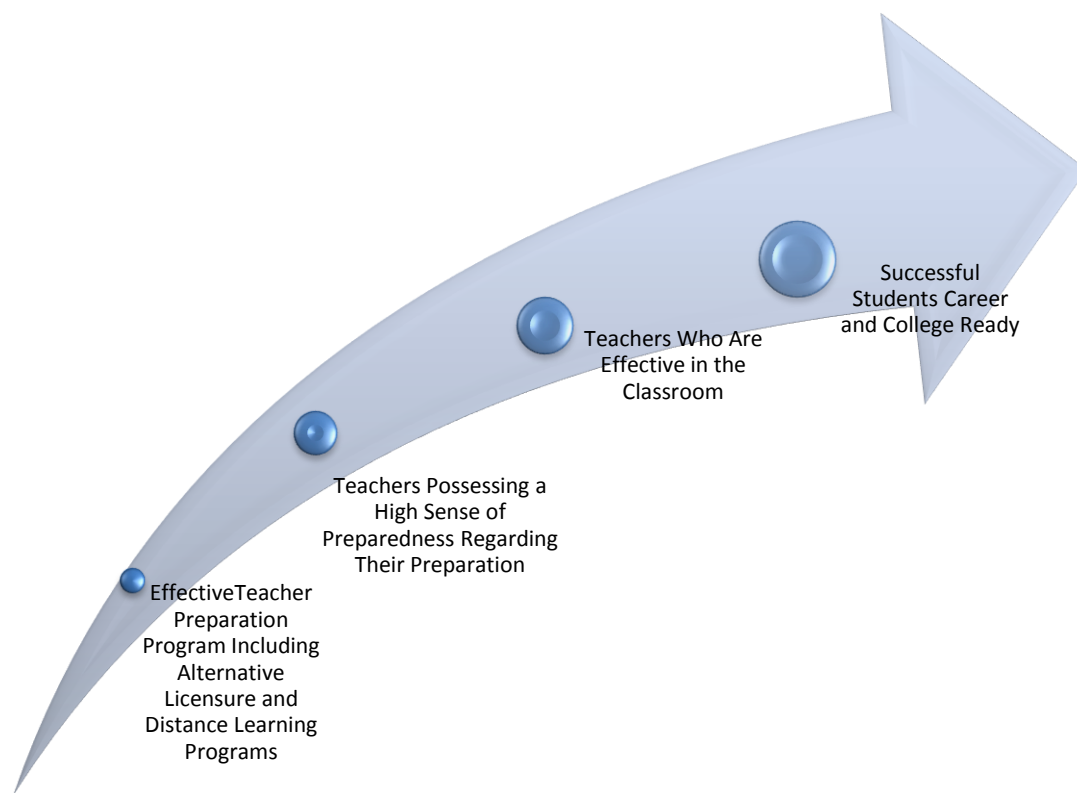 EffectiveTeacher
Preparation
Program Including
Alternative
Licensure and
Distance Learning
Programs
Teachers Possessing a
High Sense of
Preparedness Regarding
Their Preparation
Teachers Who Are
Effective in the
Classroom
Successful
Students Career
and College Ready